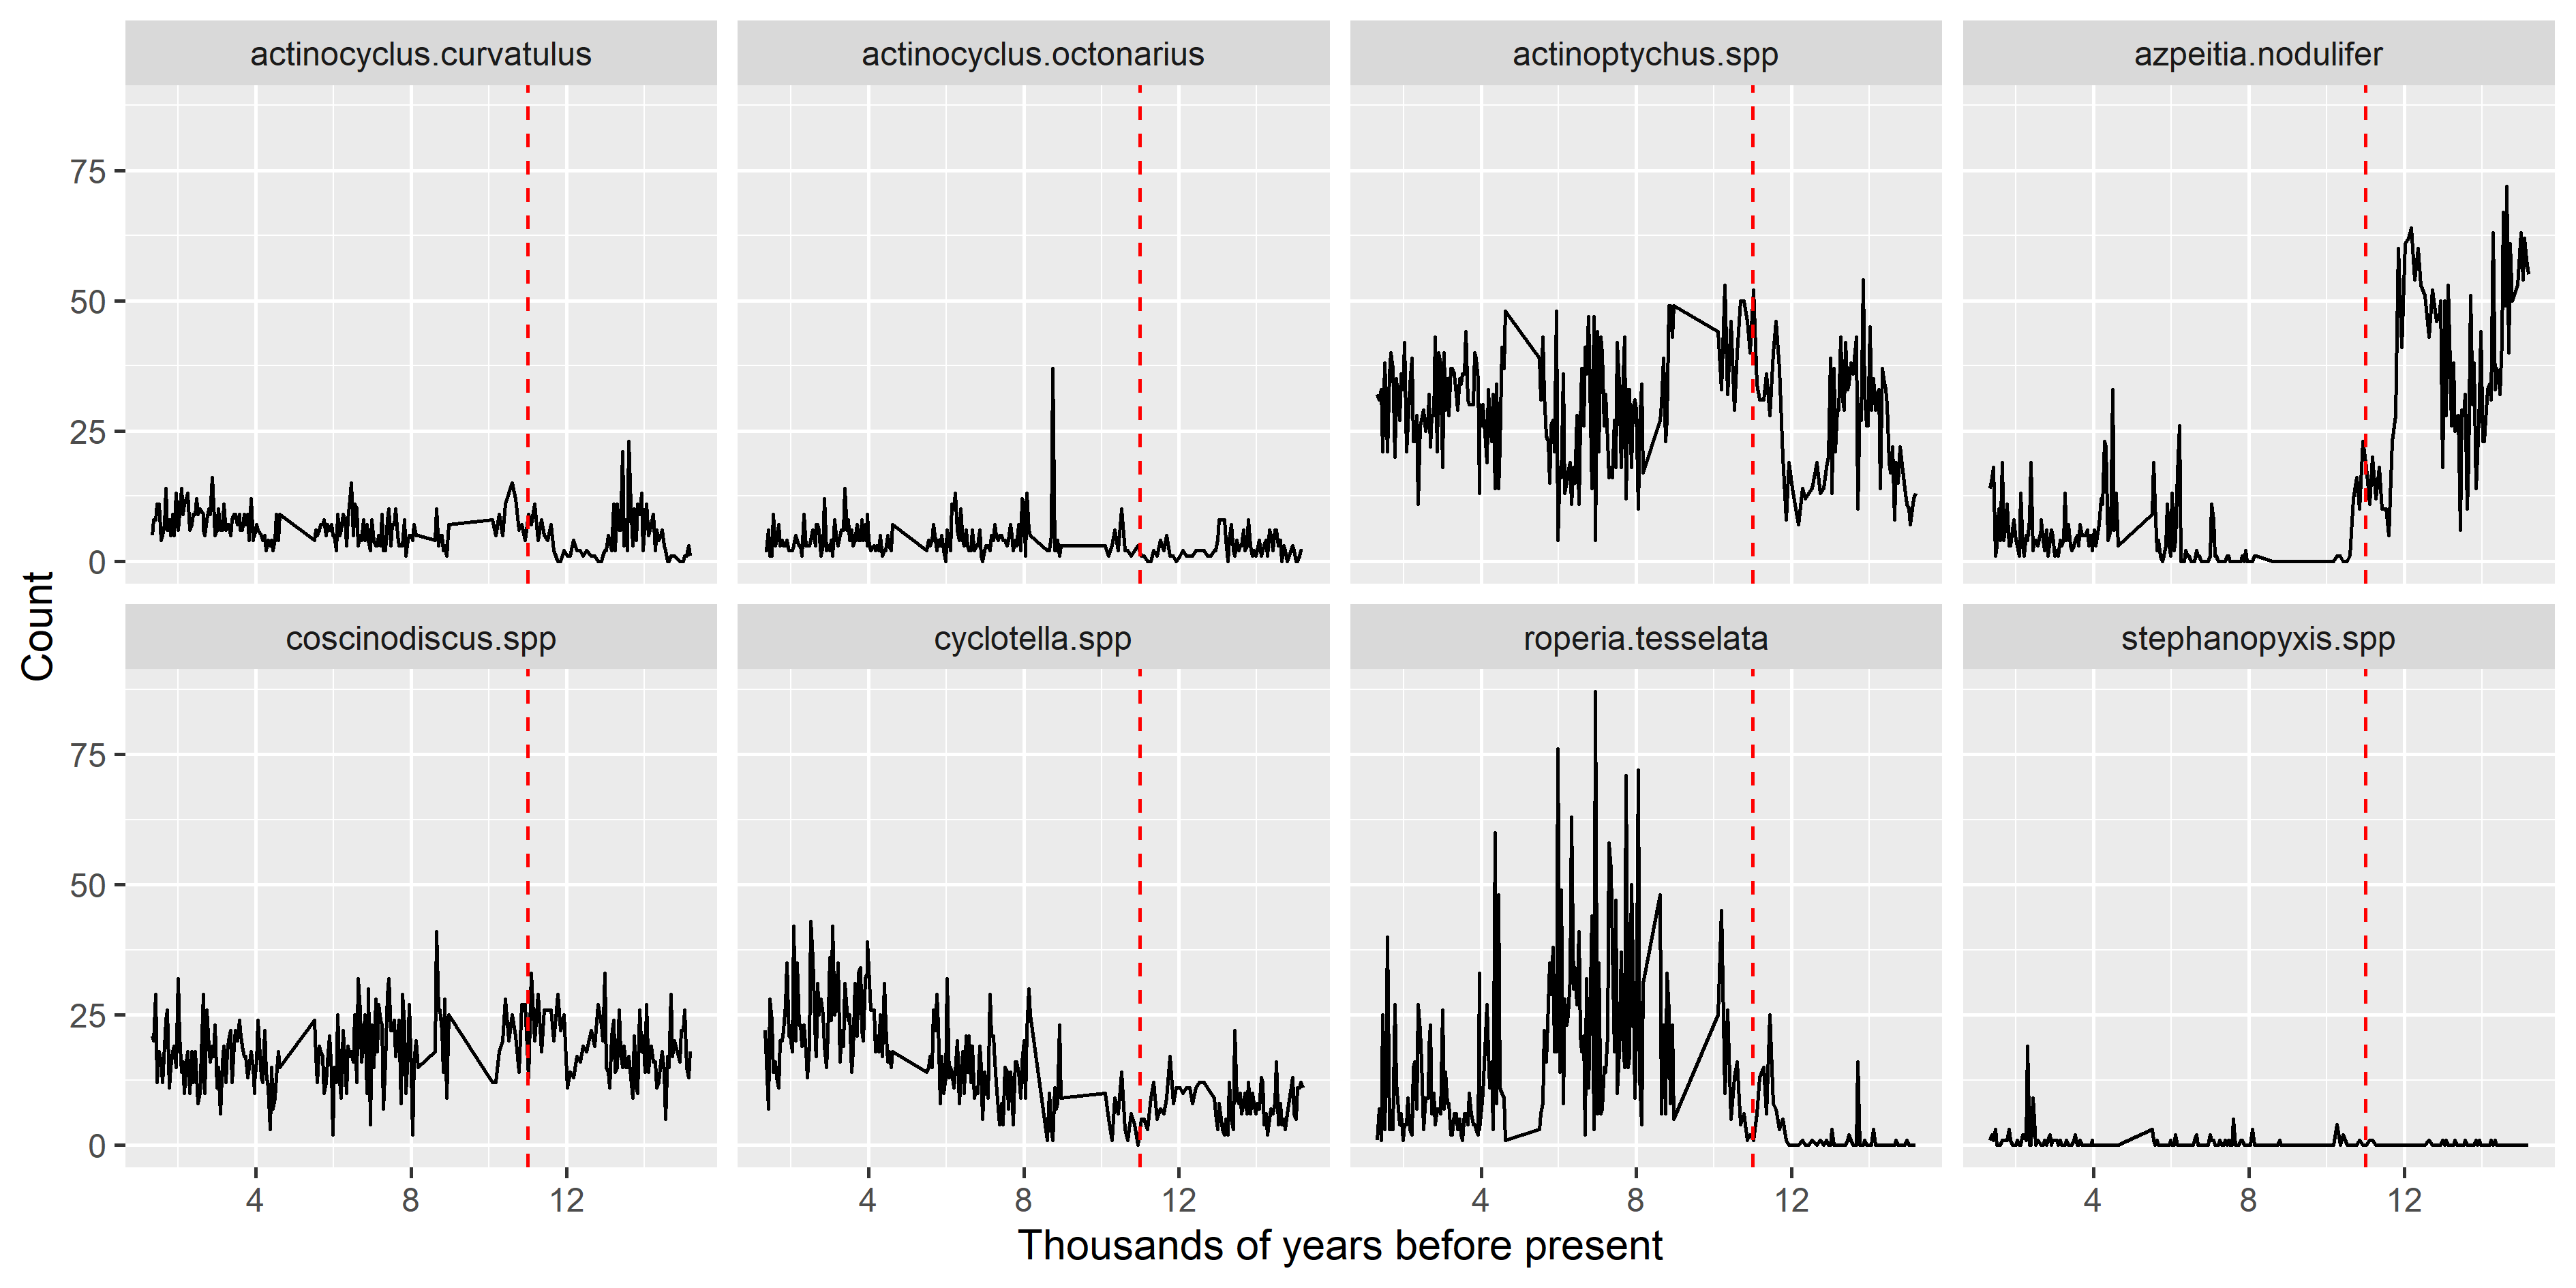 actinocyclus.curvatulus
actinocyclus.octonarius
actinoptychus.spp
azpeitia.nodulifer
75
50
25
0
Count
coscinodiscus.spp
cyclotella.spp
roperia.tesselata
stephanopyxis.spp
75
50
25
0
4 8 12
4 8 12
4 8 12
4 8 12
Thousands of years before present